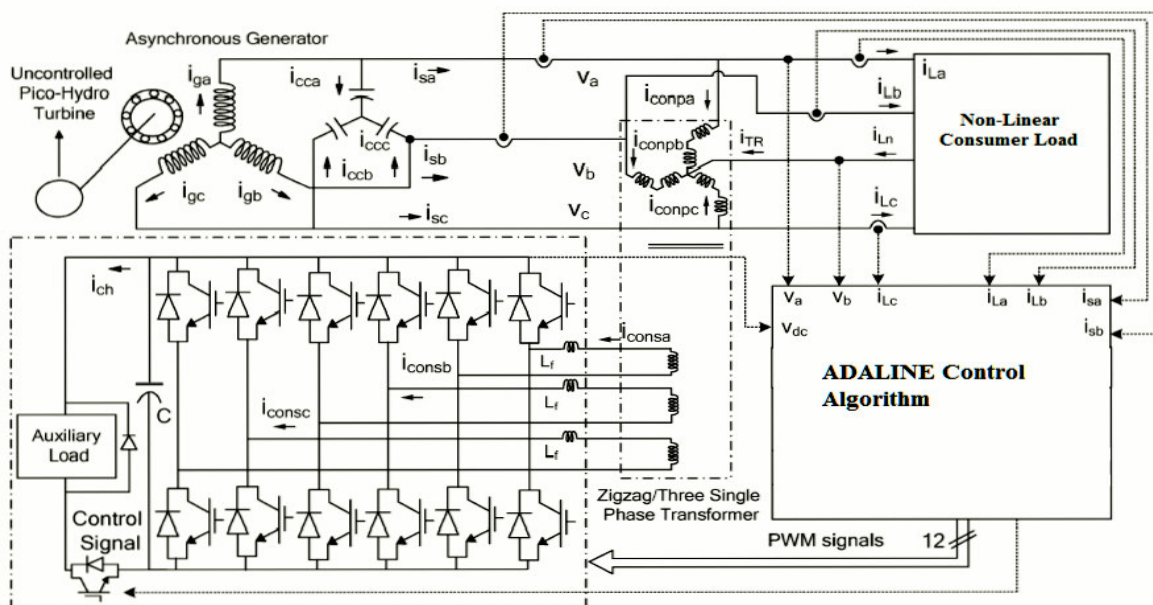 Asynchronous Generator
Uncontrolled
Pico-Hydro
Turbine
i_ga
i_cca
i_sa
V_a
i_La
i_Lb
Non-Linear
Consumer Load
i_conpa
i_ccc
i_conpb
i_TR
i_Ln
i_ccb
i_sb
V_b
i_gc
i_gb
i_conpc
i_sc
V_c
i_Lc
i_ch
V_a
V_b
i_Lc
i_La
i_Lb
i_sa
V_dc
i_sb
i_consa
i_consb
L_f
ADALINE Control
Algorithm
L_f
C
i_consc
Auxiliary
Load
L_f
Zigzag/Three Single
Phase Transformer
Control
Signal
PWM signals
12